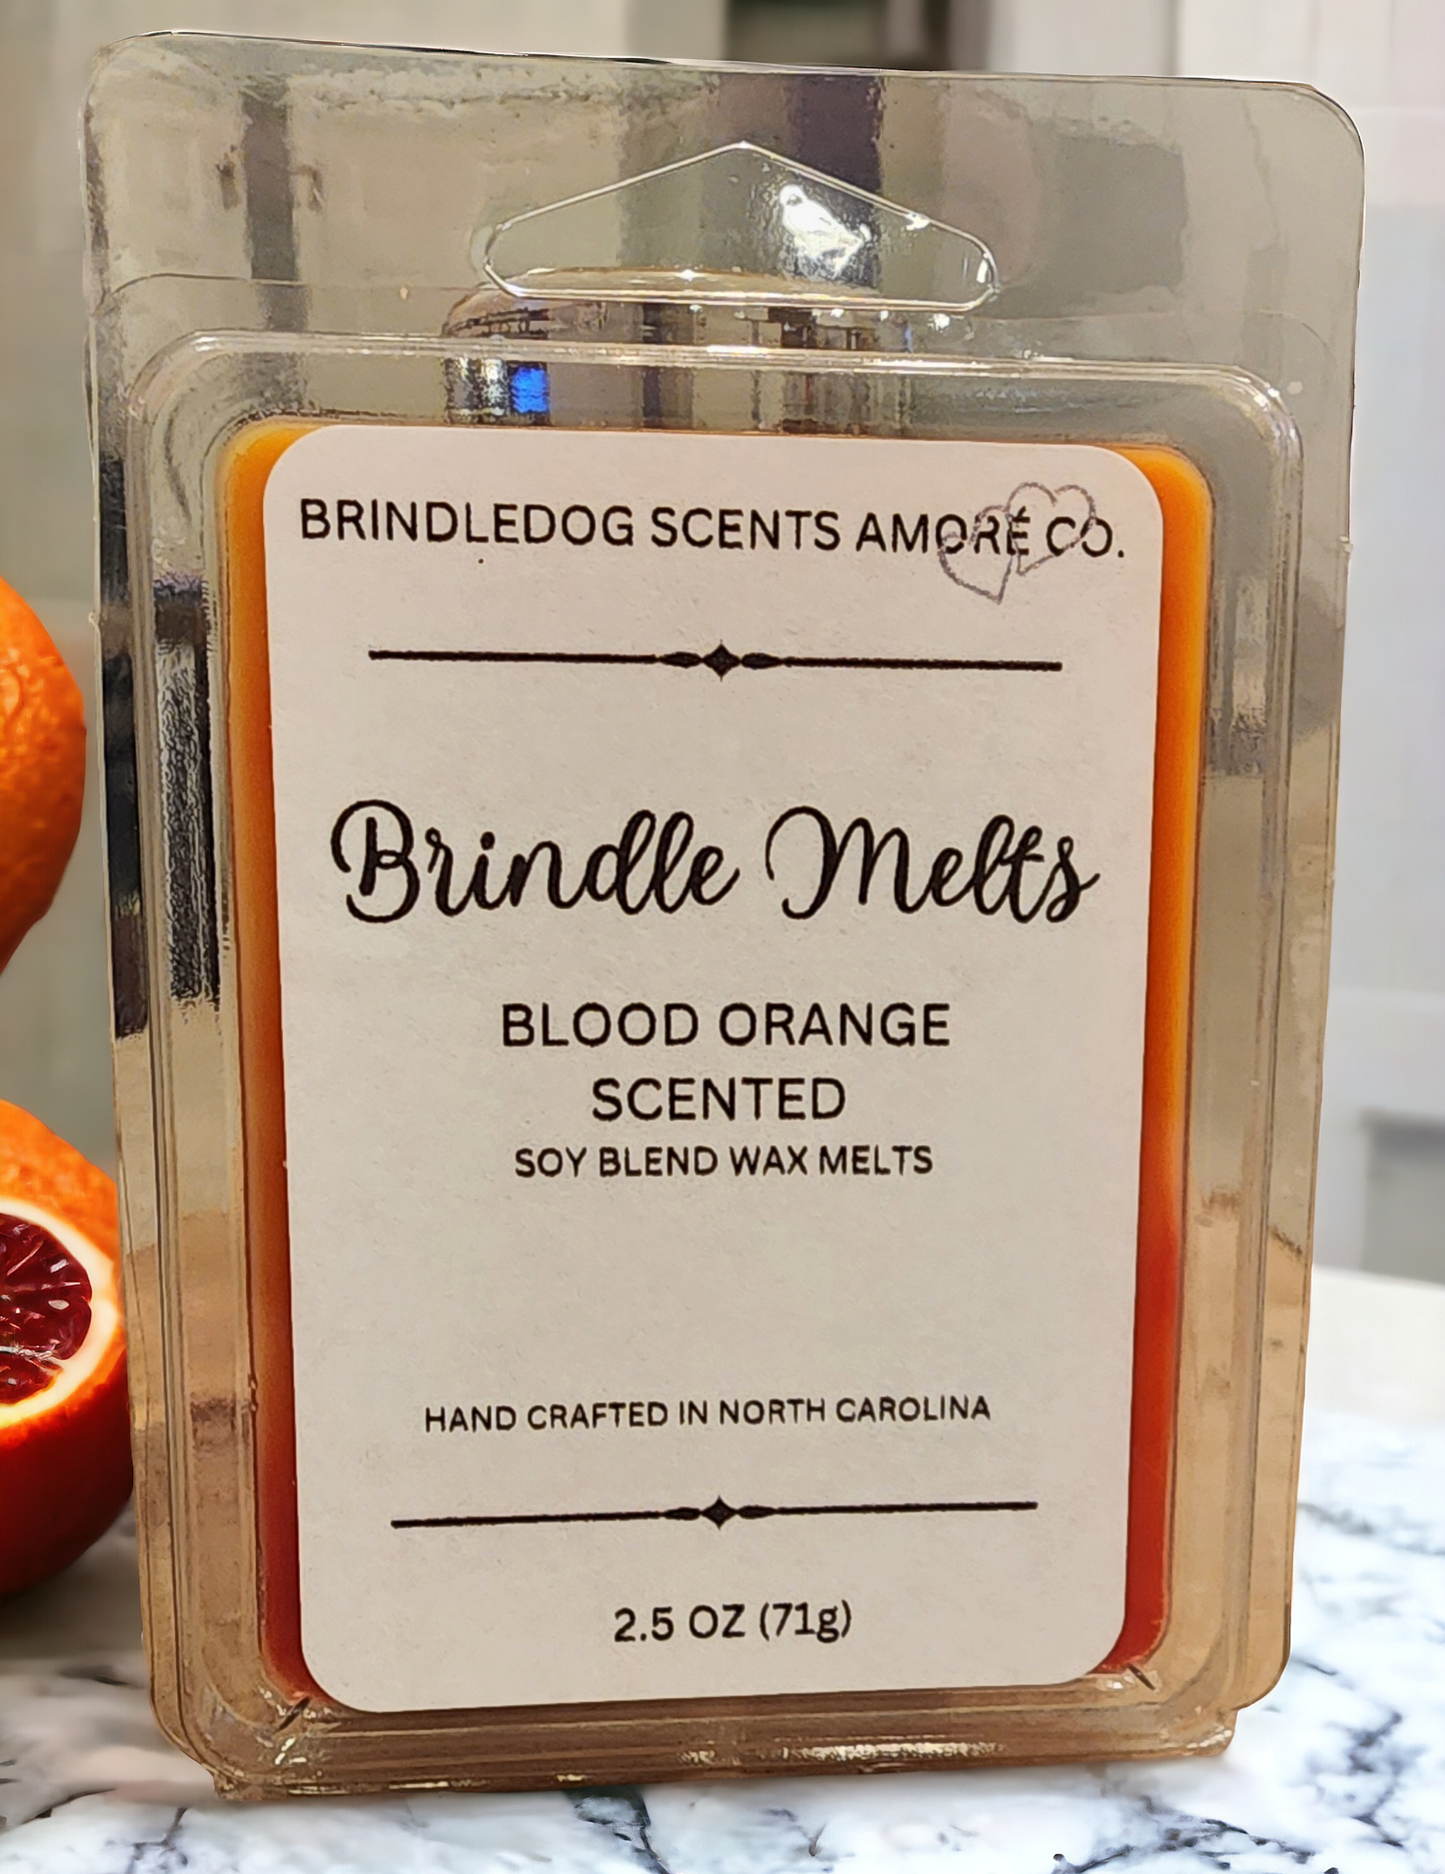 BRINDLEDOG SCENTS AMORÉ CO.
Brindle Melts
BLOOD ORANGE
SCENTED
SOY BLEND WAX MELTS
HAND CRAFTED IN NORTH CAROLINA
2.5 OZ (71g)